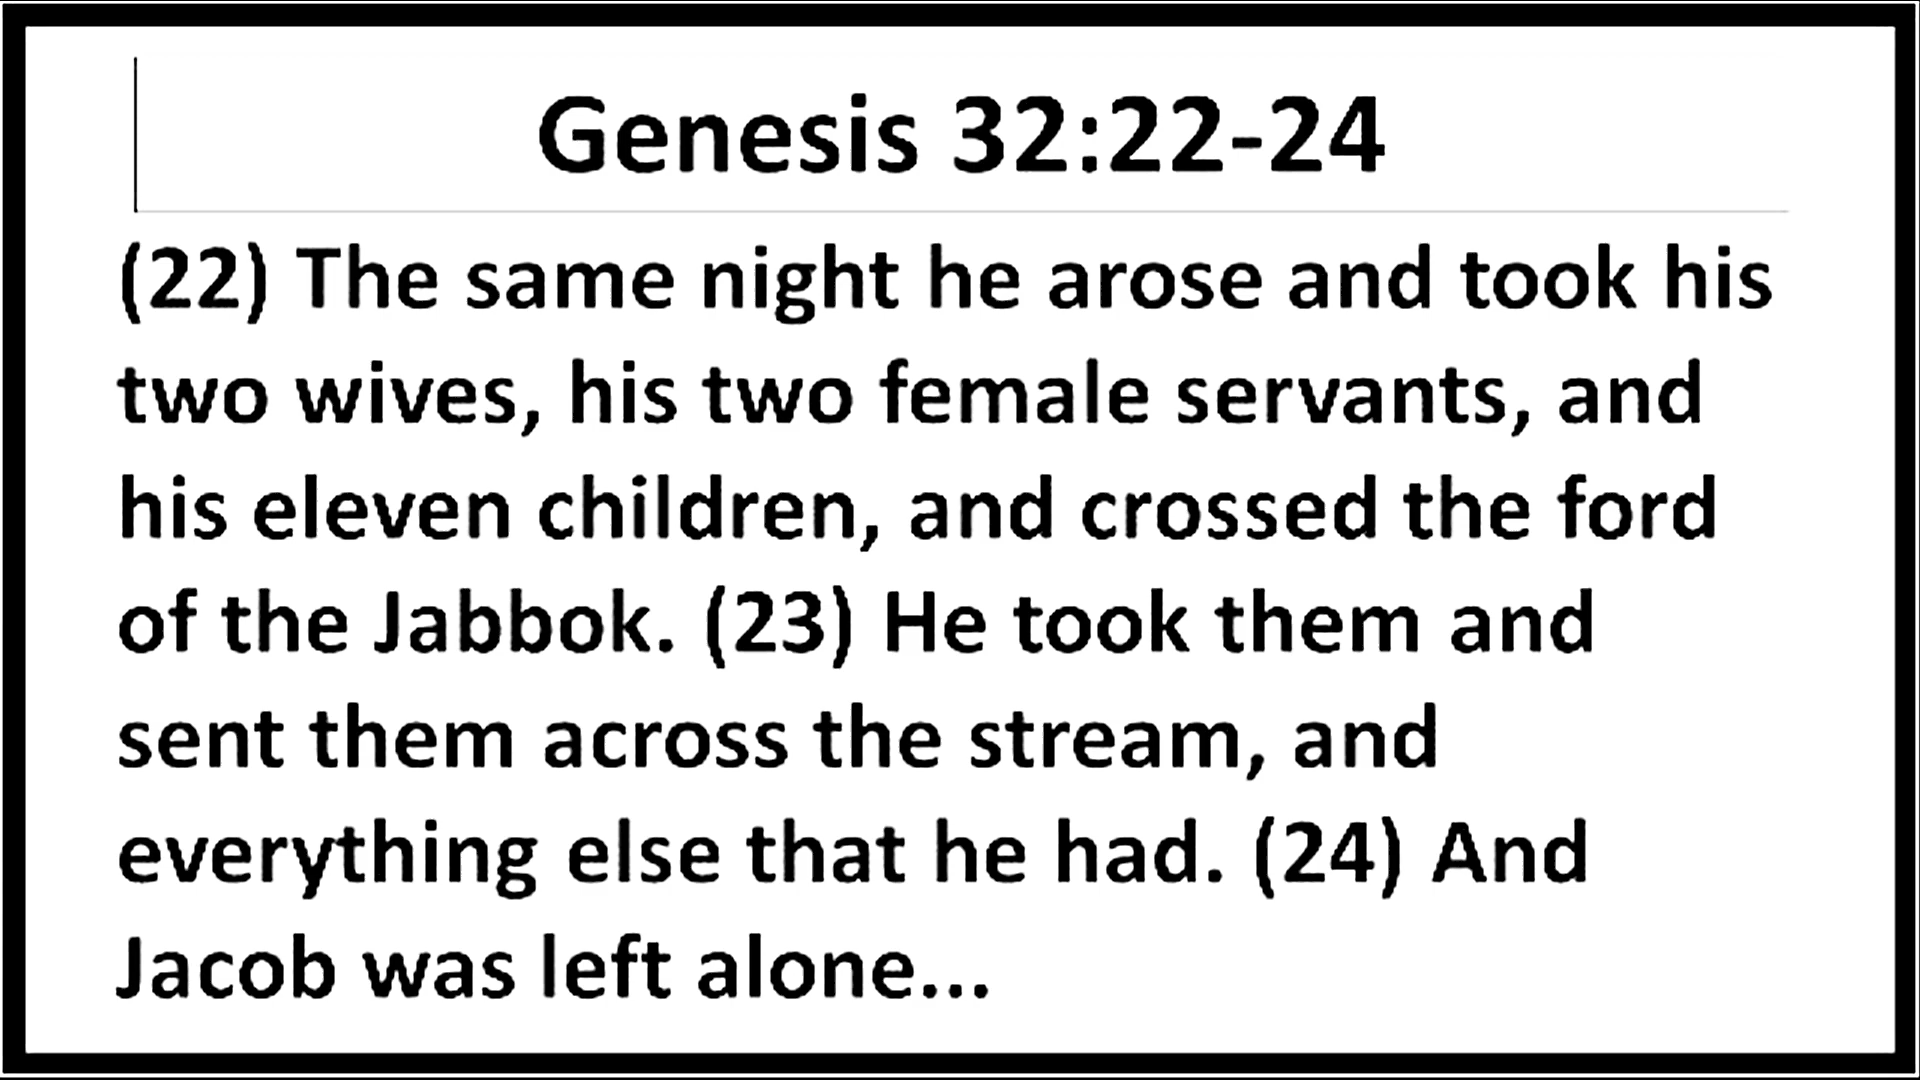 Genesis 32:22-24
(22) The same night he arose and took his
two wives, his two female servants, and
his eleven children, and crossed the ford
of the Jabbok. (23) He took them and
sent them across the stream, and
everything else that he had. (24) And
Jacob was left alone...